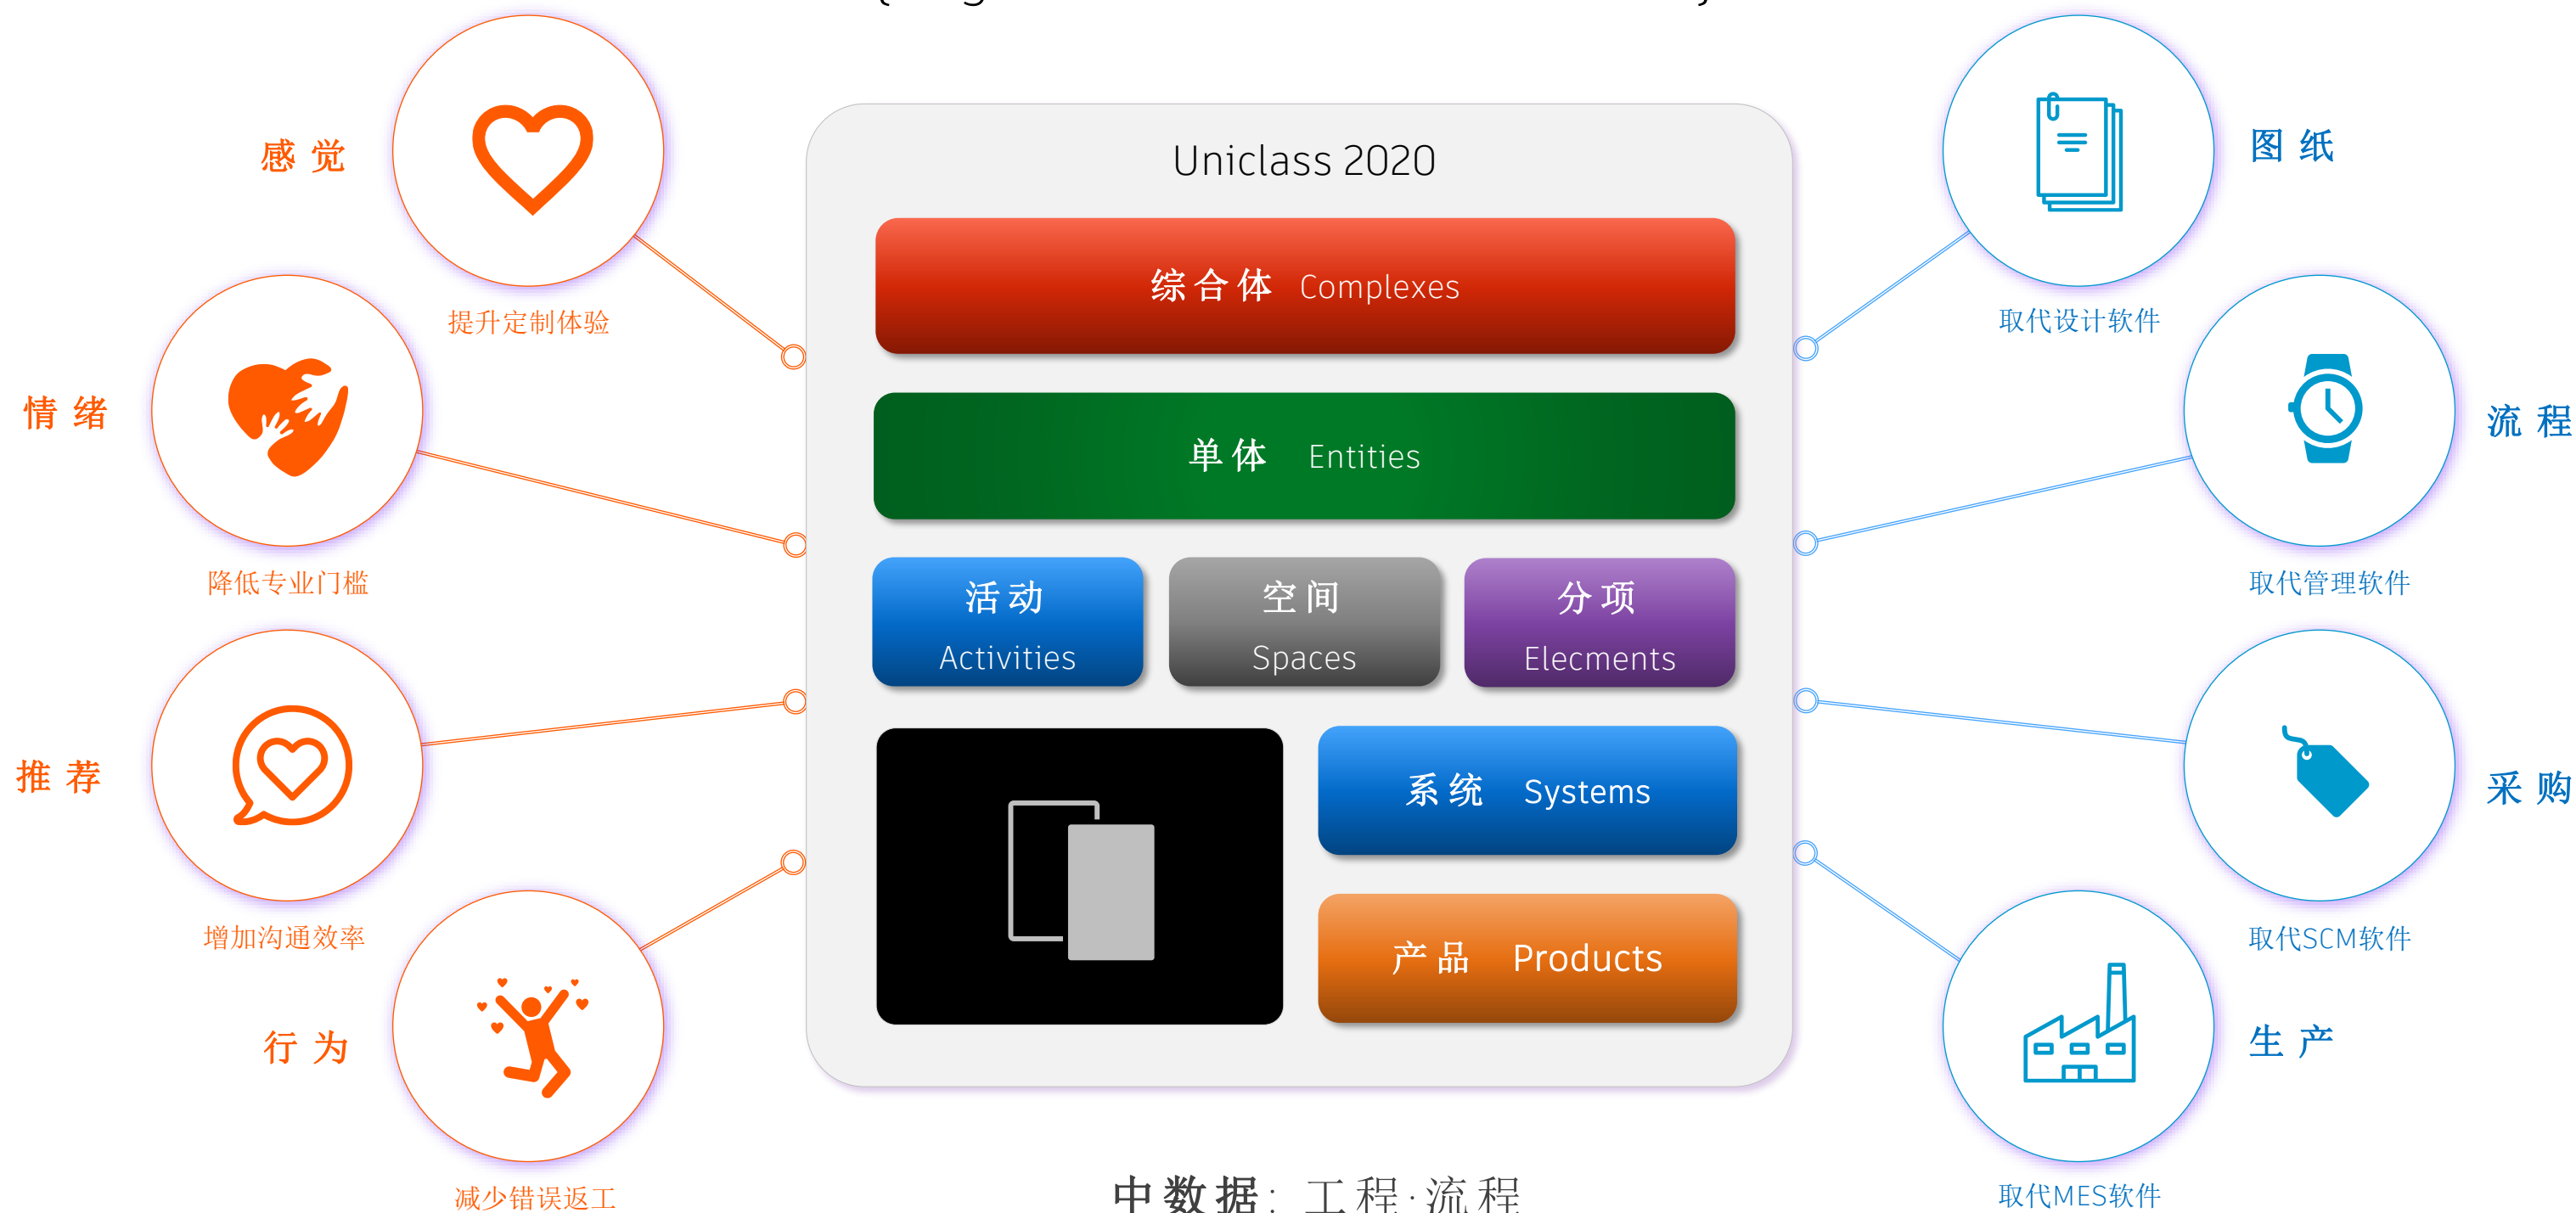 Uniclass 2020
综合体 Complexes
单体 Entities
活动
Activities
空间
Spaces
分项
Elecments
系统 Systems
产品 Products
感觉
提升定制体验
情绪
降低专业门槛
推荐
增加沟通效率
行为
减少错误返工
图纸
取代设计软件
流程
取代管理软件
采购
取代SCM软件
生产
取代MES软件
中数据: 工程·流程